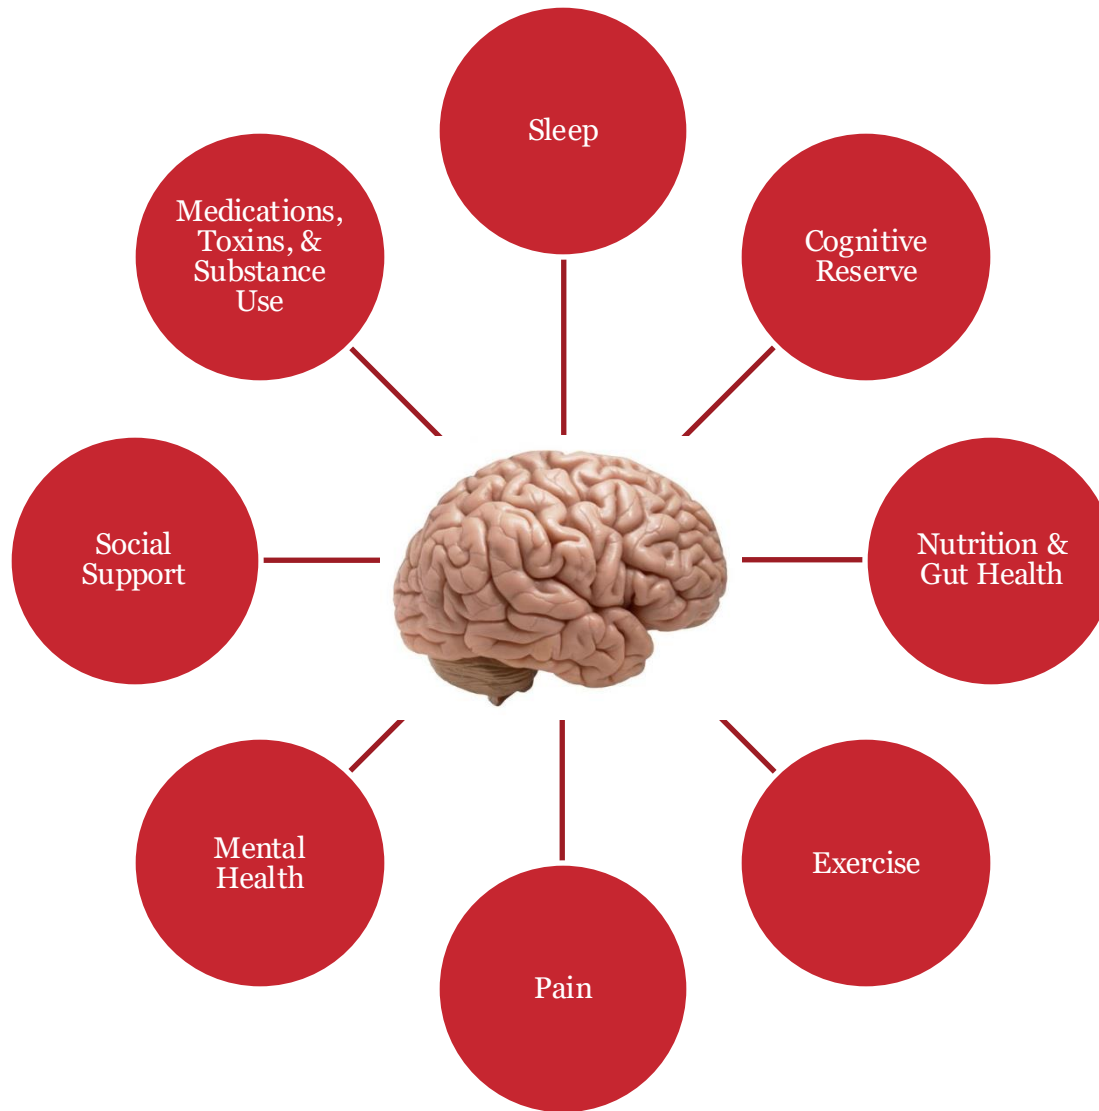 Sleep
Medications,
Toxins, &
Substance
Use
Cognitive
Reserve
Social
Support
Nutrition &
Gut Health
Mental
Health
Exercise
Pain